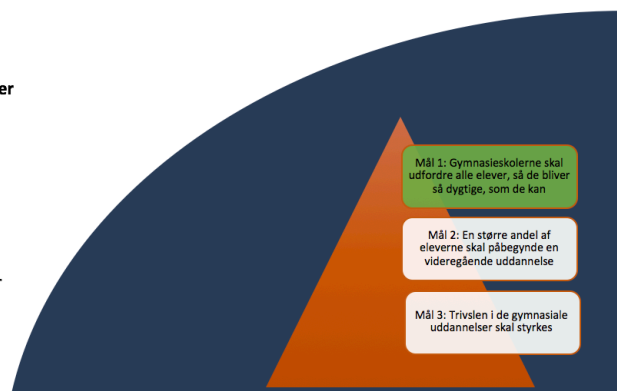 er
Mål 1: Gymnasieskolerne skal
udfordre alle elever, så de bliver
så dygtige, som de kan
Mål 2: En større andel af
eleverne skal påbegynde en
videregående uddannelse
Mål 3: Trivslen i de gymnasiale
uddannelser skal styrkes